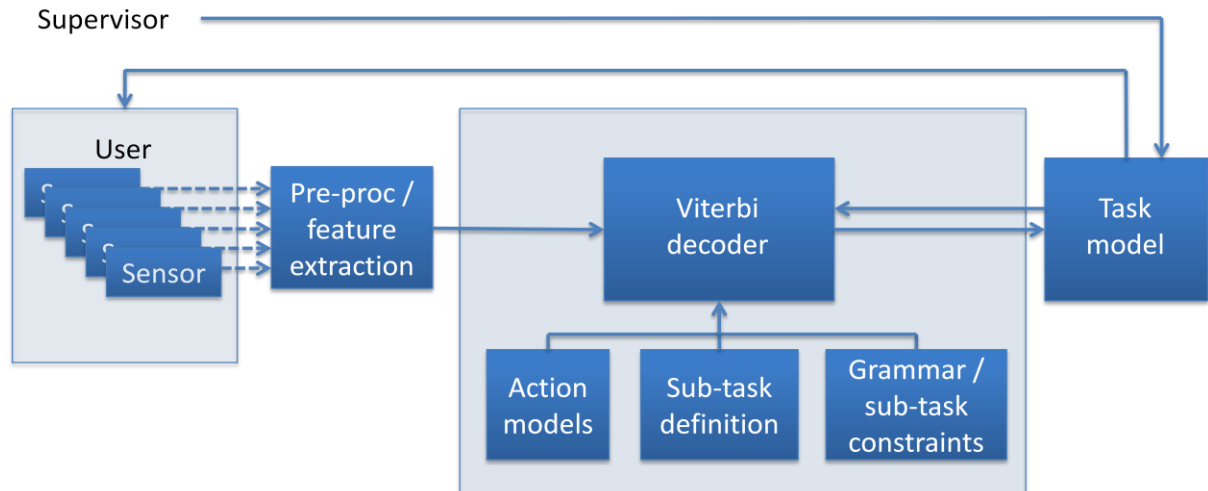 Supervisor
User
S
S
S
S
Sensor
Pre-proc /
feature
extraction
Viterbi
decoder
Task
model
Action
models
Sub-task
definition
Grammar /
sub-task
constraints